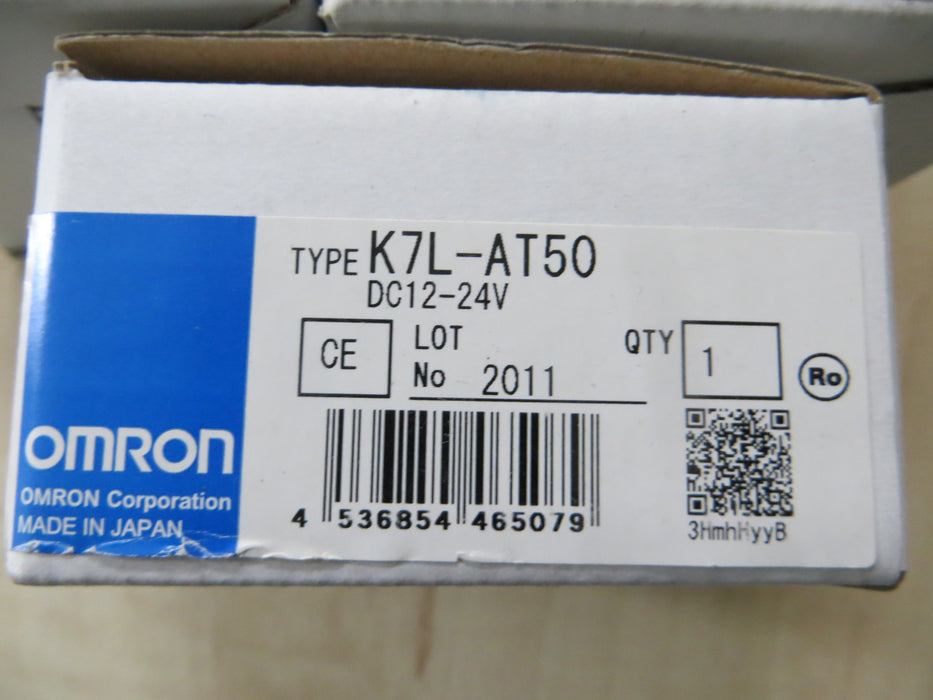 TYPE K7L-AT50
DC12-24V
CE
LOT
No 2011
QTY 1
Ro
OMRON
OMRON Corporation
MADE IN JAPAN
4 536854 465079
3HmhHyyB